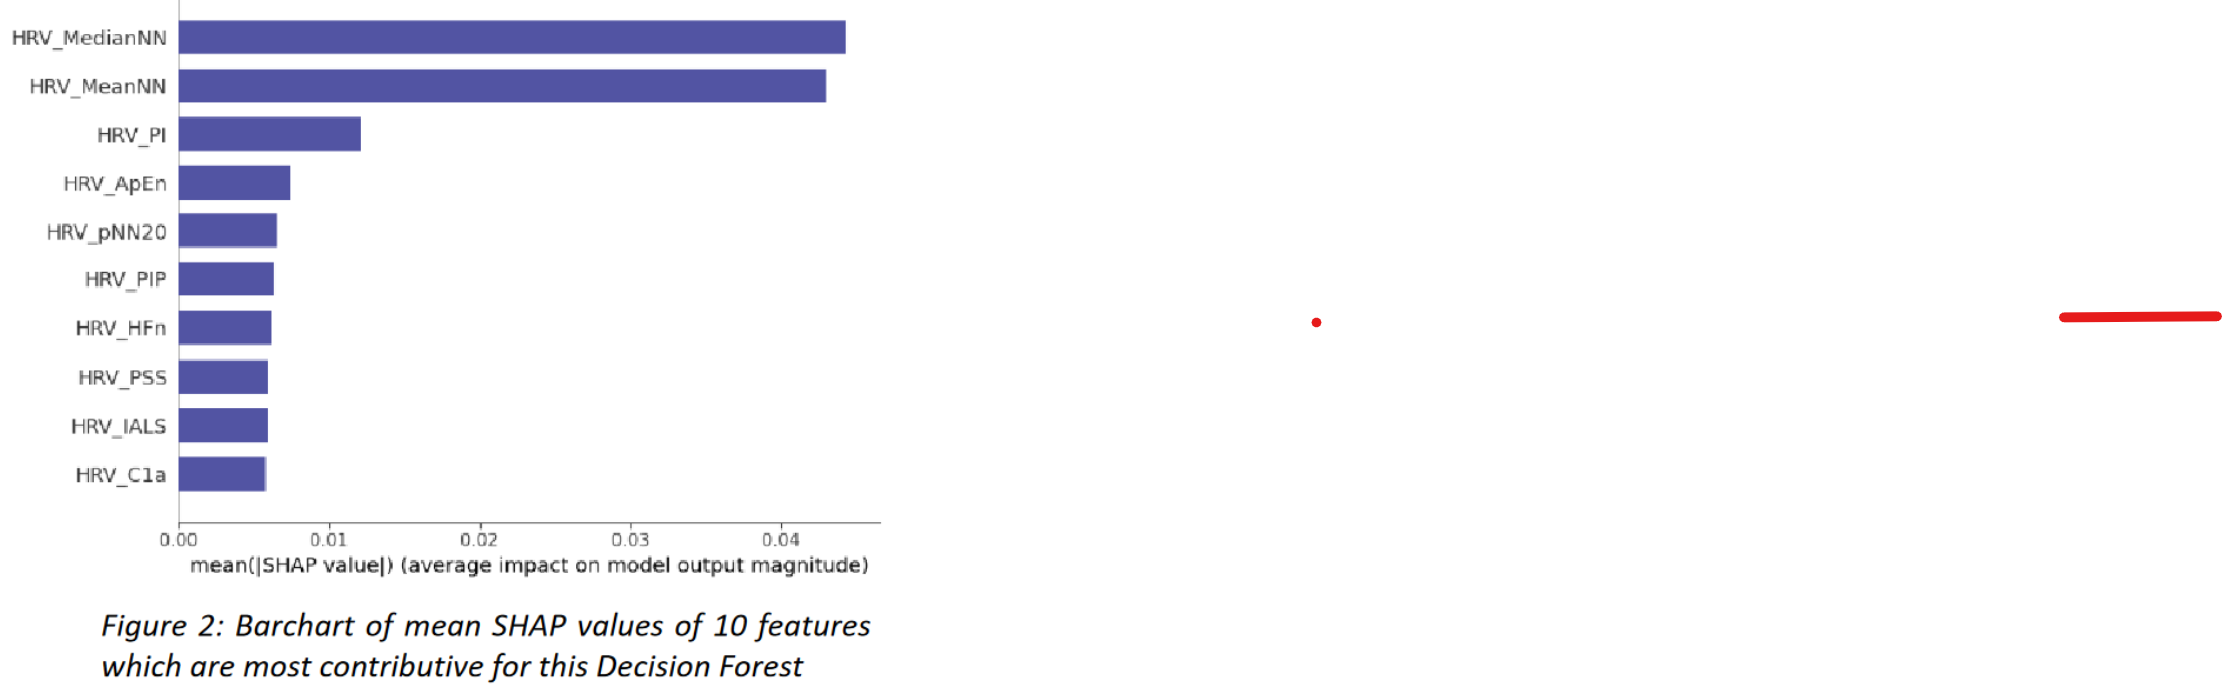 HRV_MedianNN
HRV_MeanNN
HRV_PI
HRV_ApEn
HRV_pNN20
HRV_PIP
HRV_HFn
HRV_PSS
HRV_IALS
HRV_C1a
0.00 0.01 0.02 0.03 0.04
mean(|SHAP value|) (average impact on model output magnitude)
Figure 2: Barchart of mean SHAP values of 10 features
which are most contributive for this Decision Forest